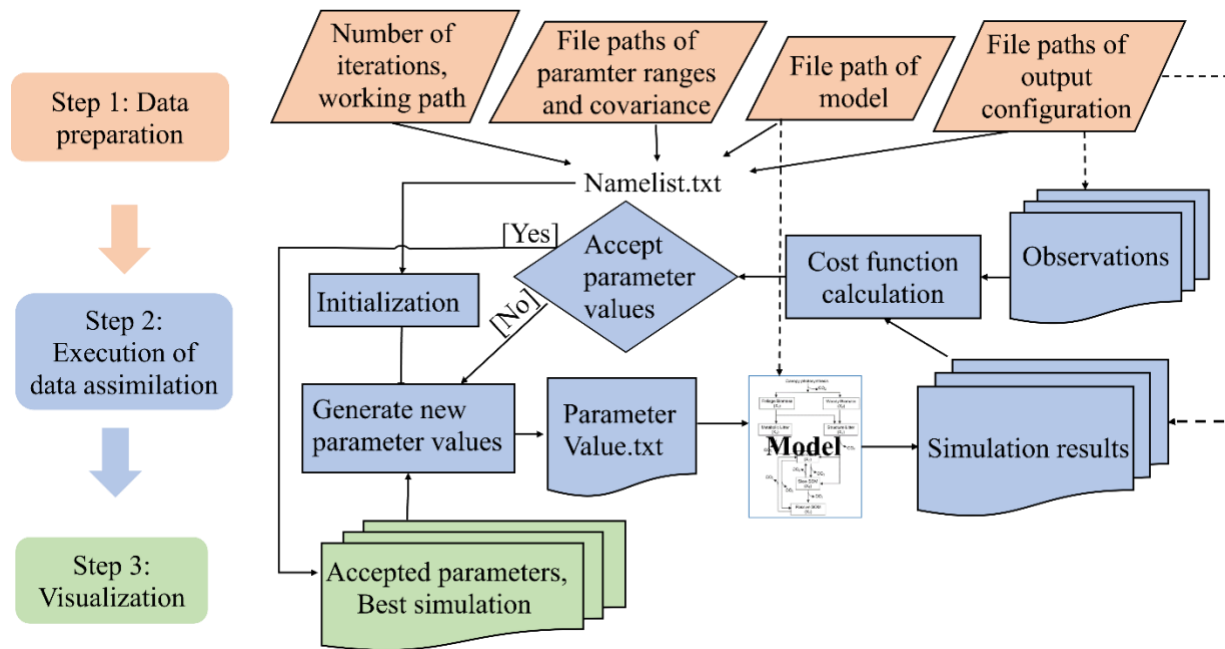 Number of
iterations,
working path
File paths of
paramter ranges
and covariance
File path of
model
File paths of
output
configuration
Step 1: Data
preparation
Namelist.txt
[Yes]
Accept
parameter
values
[No]
Cost function
calculation
Observations
Initialization
Step 2:
Execution of
data assimilation
Generate new
parameter values
Parameter
Value.txt
Model
Simulation results
Step 3:
Visualization
Accepted parameters,
Best simulation